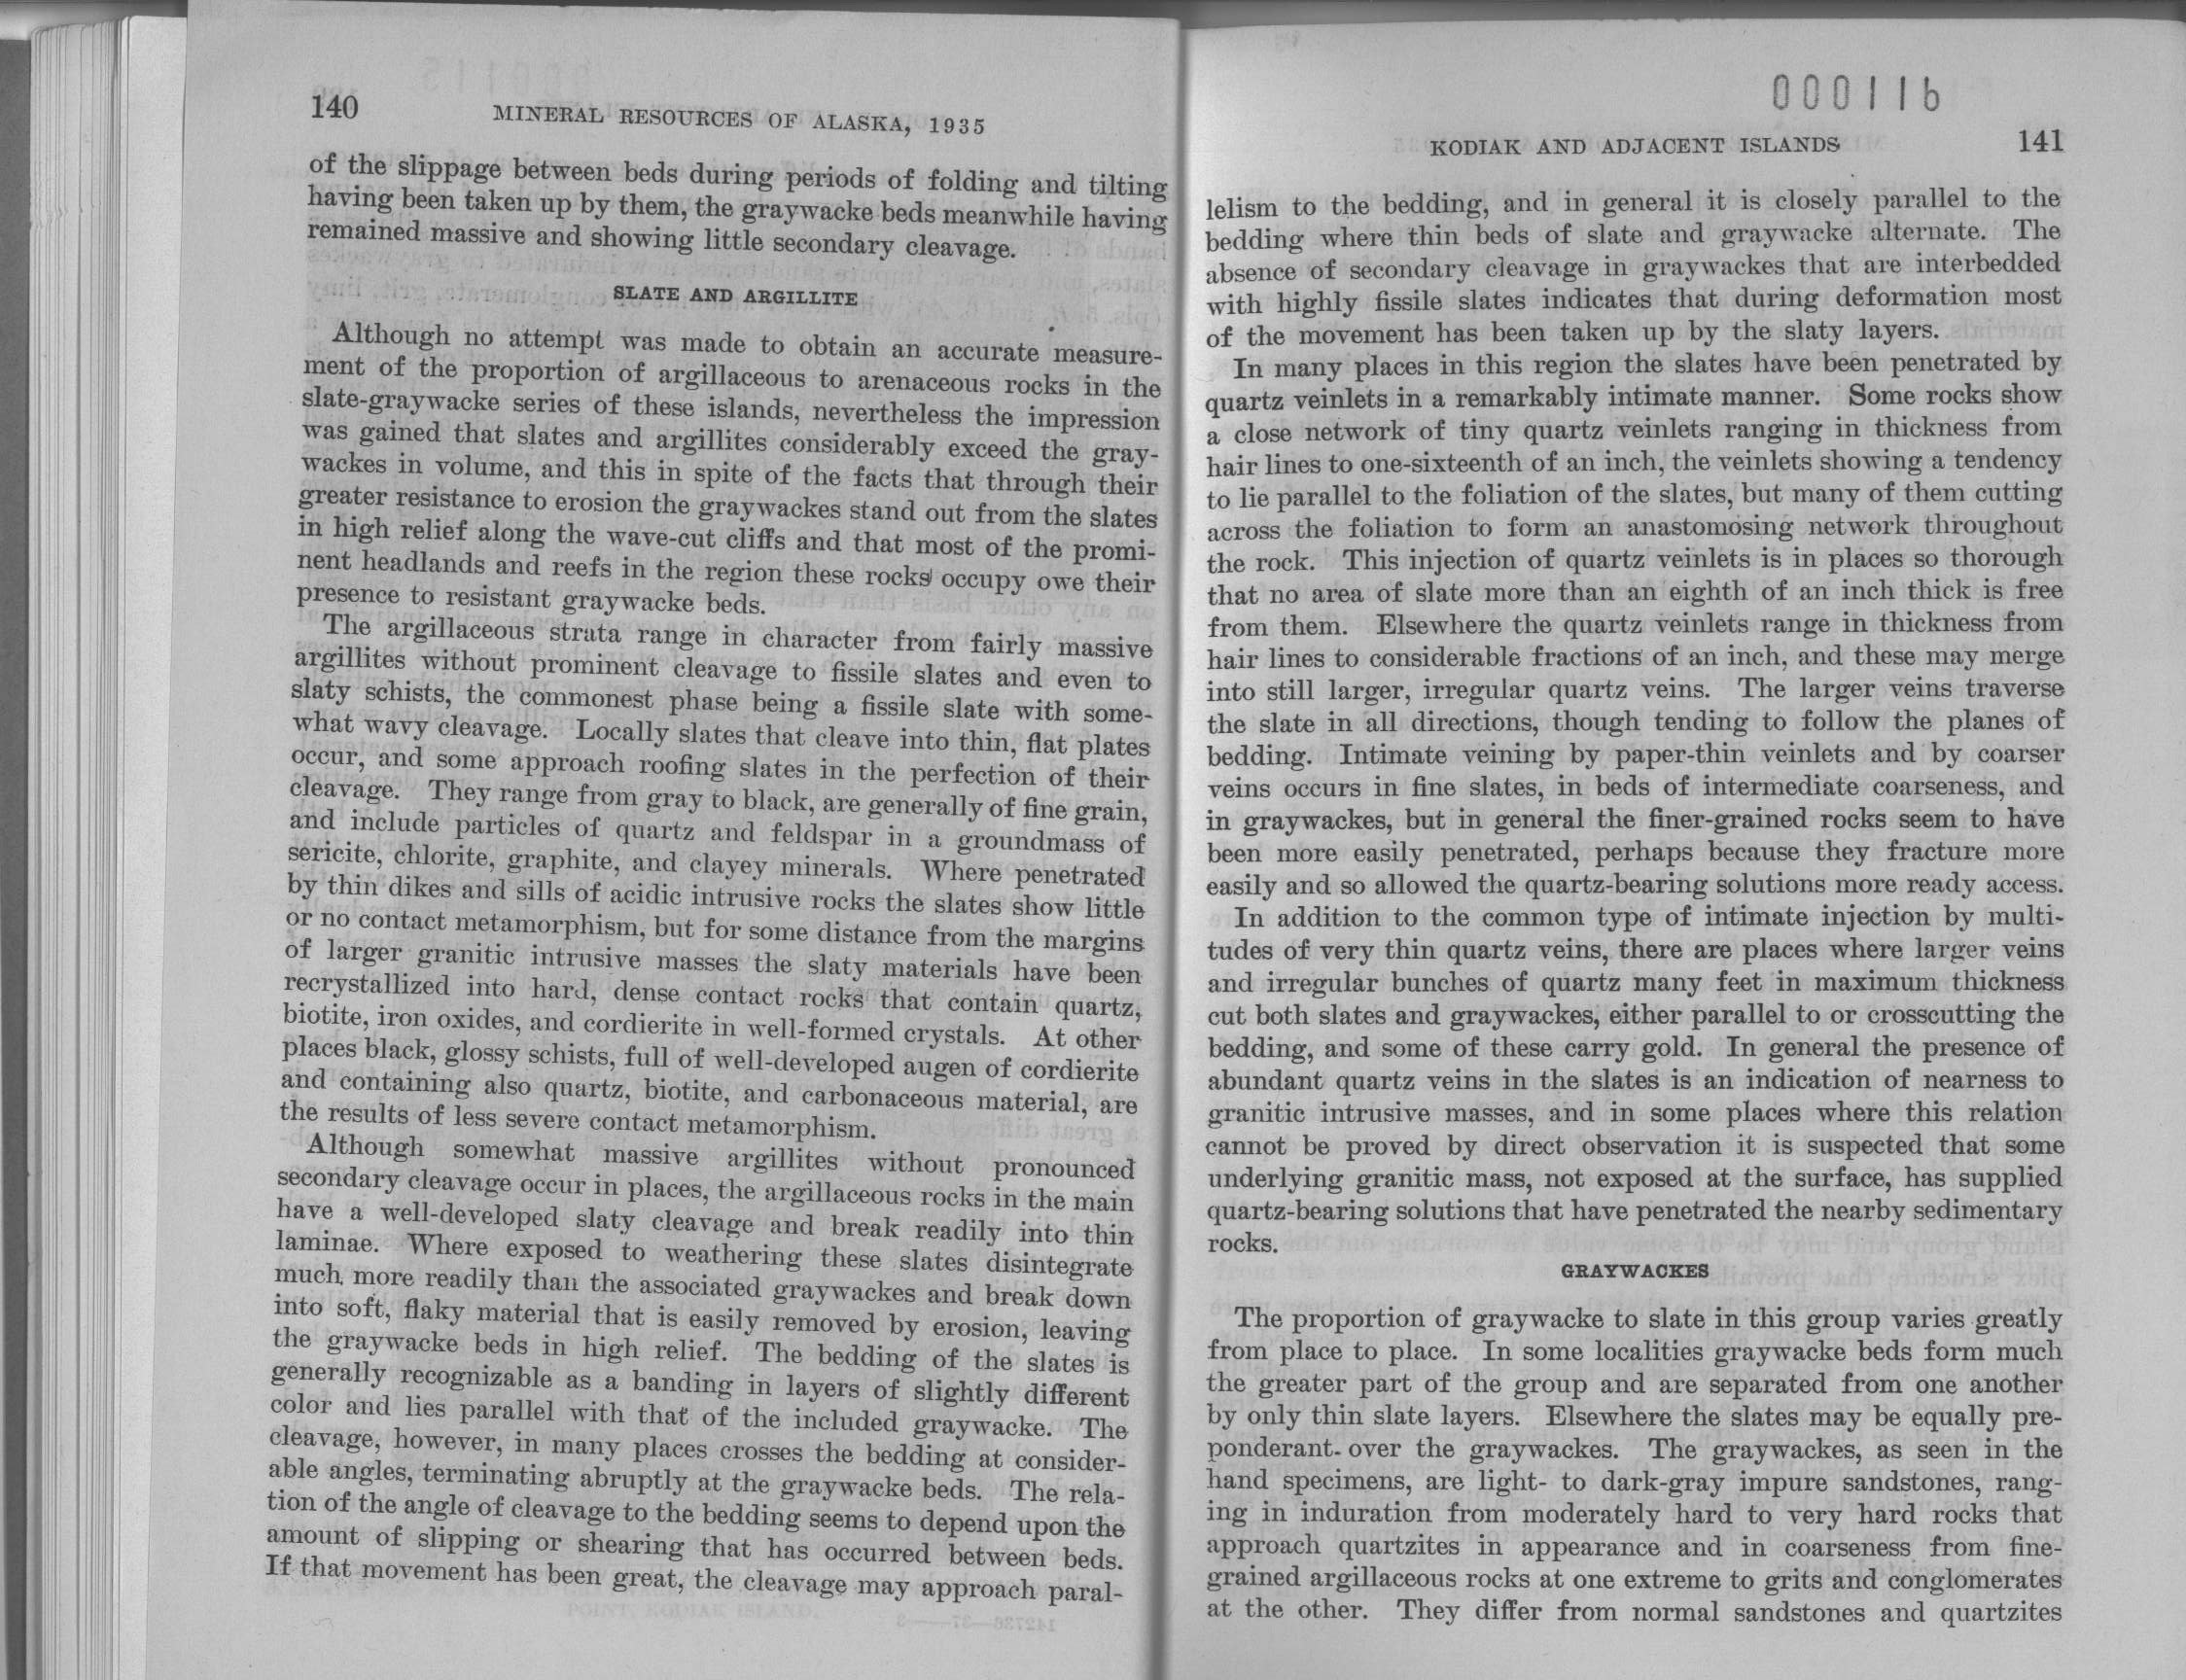 140
MINERAL RESOURCES OF ALASKA, 1935
of the slippage between beds during periods of folding and tilting
having been taken up by them, the graywacke beds meanwhile having
remained massive and showing little secondary cleavage.
SLATE AND ARGILLITE
Although no attempt was made to obtain an accurate measure-
ment of the proportion of argillaceous to arenaceous rocks in the
slate-graywacke series of these islands, nevertheless the impression
was gained that slates and argillites considerably exceed the gray-
wackes in volume, and this in spite of the facts that through their
greater resistance to erosion the graywackes stand out from the slates
in high relief along the wave-cut cliffs and that most of the promi-
nent headlands and reefs in the region these rocks occupy owe their
presence to resistant graywacke beds.
The argillaceous strata range in character from fairly massive
argillites without prominent cleavage to fissile slates and even to
slaty schists, the commonest phase being a fissile slate with some-
what wavy cleavage. Locally slates that cleave into thin, flat plates
occur, and some approach roofing slates in the perfection of their
cleavage. They range from gray to black, are generally of fine grain,
and include particles of quartz and feldspar in a groundmass of
sericite, chlorite, graphite, and clayey minerals. Where penetrated
by thin dikes and sills of acidic intrusive rocks the slates show little
or no contact metamorphism, but for some distance from the margins
of larger granitic intrusive masses the slaty materials have been
recrystallized into hard, dense contact rocks that contain quartz,
biotite, iron oxides, and cordierite in well-formed crystals. At other
places black, glossy schists, full of well-developed augen of cordierite
and containing also quartz, biotite, and carbonaceous material, are
the results of less severe contact metamorphism.
Although somewhat massive argillites without pronounced
secondary cleavage occur in places, the argillaceous rocks in the main
have a well-developed slaty cleavage and break readily into thin
laminae. Where exposed to weathering these slates disintegrate
much more readily than the associated graywackes and break down
into soft, flaky material that is easily removed by erosion, leaving
the graywacke beds in high relief. The bedding of the slates is
generally recognizable as a banding in layers of slightly different
color and lies parallel with that of the included graywacke. The
cleavage, however, in many places crosses the bedding at consider-
able angles, terminating abruptly at the graywacke beds. The rela-
tion of the angle of cleavage to the bedding seems to depend upon the
amount of slipping or shearing that has occurred between beds.
If that movement has been great, the cleavage may approach paral-
000116
KODIAK AND ADJACENT ISLANDS
141
lelism to the bedding, and in general it is closely parallel to the
bedding where thin beds of slate and graywacke alternate. The
absence of secondary cleavage in graywackes that are interbedded
with highly fissile slates indicates that during deformation most
of the movement has been taken up by the slaty layers.
In many places in this region the slates have been penetrated by
quartz veinlets in a remarkably intimate manner. Some rocks show
a close network of tiny quartz veinlets ranging in thickness from
hair lines to one-sixteenth of an inch, the veinlets showing a tendency
to lie parallel to the foliation of the slates, but many of them cutting
across the foliation to form an anastomosing network throughout
the rock. This injection of quartz veinlets is in places so thorough
that no area of slate more than an eighth of an inch thick is free
from them. Elsewhere the quartz veinlets range in thickness from
hair lines to considerable fractions of an inch, and these may merge
into still larger, irregular quartz veins. The larger veins traverse
the slate in all directions, though tending to follow the planes of
bedding. Intimate veining by paper-thin veinlets and by coarser
veins occurs in fine slates, in beds of intermediate coarseness, and
in graywackes, but in general the finer-grained rocks seem to have
been more easily penetrated, perhaps because they fracture more
easily and so allowed the quartz-bearing solutions more ready access.
In addition to the common type of intimate injection by multi-
tudes of very thin quartz veins, there are places where larger veins
and irregular bunches of quartz many feet in maximum thickness
cut both slates and graywackes, either parallel to or crosscutting the
bedding, and some of these carry gold. In general the presence of
abundant quartz veins in the slates is an indication of nearness to
granitic intrusive masses, and in some places where this relation
cannot be proved by direct observation it is suspected that some
underlying granitic mass, not exposed at the surface, has supplied
quartz-bearing solutions that have penetrated the nearby sedimentary
rocks.
GRAYWACKES
The proportion of graywacke to slate in this group varies greatly
from place to place. In some localities graywacke beds form much
the greater part of the group and are separated from one another
by only thin slate layers. Elsewhere the slates may be equally pre-
ponderant over the graywackes. The graywackes, as seen in the
hand specimens, are light- to dark-gray impure sandstones, rang-
ing in induration from moderately hard to very hard rocks that
approach quartzites in appearance and in coarseness from fine-
grained argillaceous rocks at one extreme to grits and conglomerates
at the other. They differ from normal sandstones and quartzites